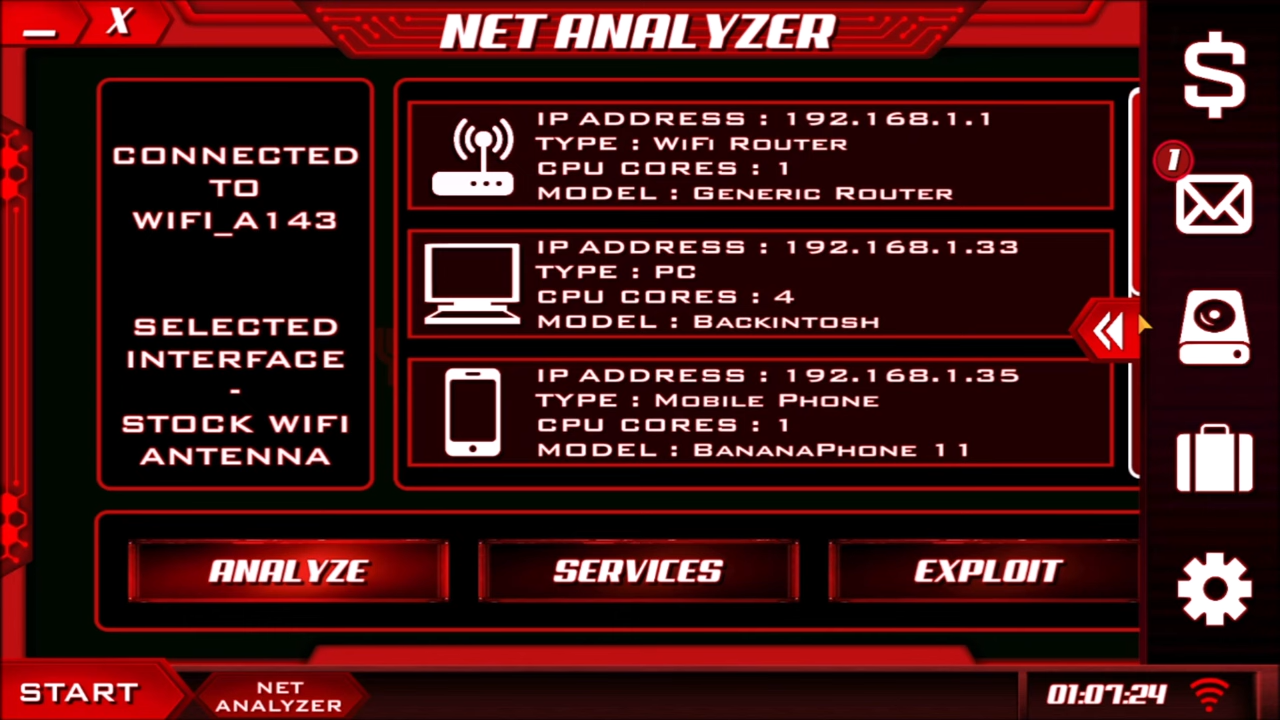 X
NET ANALYZER
CONNECTED
TO
WIFI_A143
SELECTED
INTERFACE
-
STOCK WIFI
ANTENNA
IP ADDRESS : 192.168.1.1
TYPE : WIFI ROUTER
CPU CORES : 1
MODEL : GENERIC ROUTER
IP ADDRESS : 192.168.1.33
TYPE : PC
CPU CORES : 4
MODEL : BACKINTOSH
IP ADDRESS : 192.168.1.35
TYPE : MOBILE PHONE
CPU CORES : 1
MODEL : BANANAPHONE 11
$
1
ANALYZE
SERVICES
EXPLOIT
START
NET
ANALYZER
01:07:24